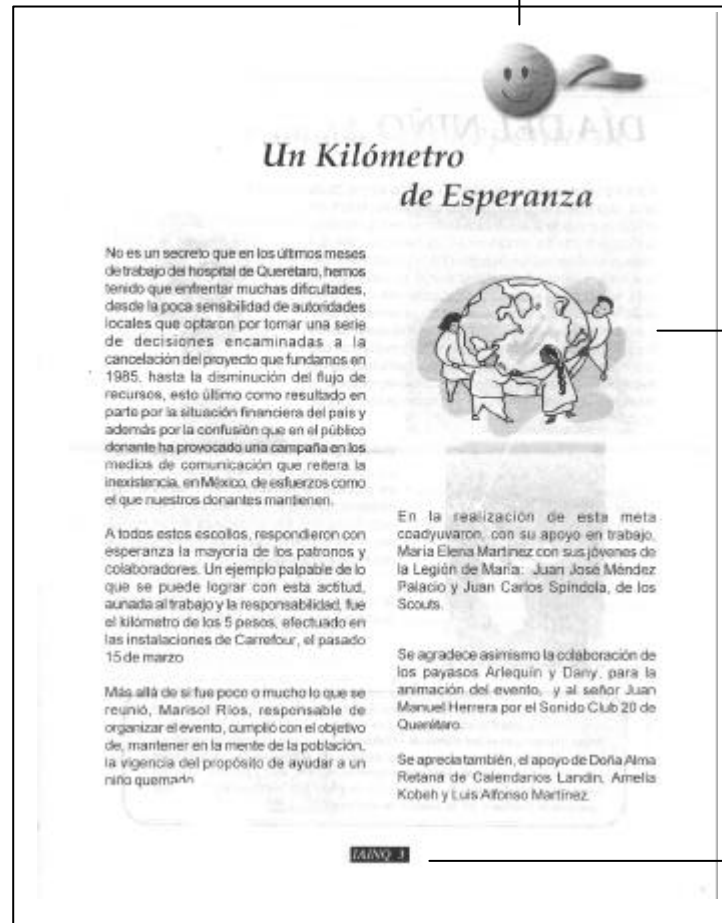 Un Kilómetro
de Esperanza
No es un secreto que en los últimos meses
de trabajo del hospital de Querétaro, hemos
tenido que enfrentar muchas dificultades,
desde la poca sensibilidad de autoridades
locales que optaron por tomar una serie
de decisiones encaminadas a la
cancelación del proyecto que fundamos en
1985, hasta la disminución del flujo de
recursos, esto último como resultado en
parte por la situación financiera del país y
además por la confusión que en el público
donante ha provocado una campaña en los
medios de comunicación que reitera la
inexistencia, en México, de esfuerzos como
el que nuestros donantes mantienen.
A todos estos escollos, respondieron con
esperanza la mayoría de los patronos y
colaboradores. Un ejemplo palpable de lo
que se puede lograr con esta actitud,
aunada al trabajo y la responsabilidad, fue
el kilómetro de los 5 pesos, efectuado en
las instalaciones de Carrefour, el pasado
15 de marzo
Más allá de si fue poco o mucho lo que se
reunió, Marisol Ríos, responsable de
organizar el evento, cumplió con el objetivo
de, mantener en la mente de la población,
la vigencia del propósito de ayudar a un
niño quemado
En la realización de esta meta
coadyuvaron, con su apoyo en trabajo,
María Elena Martínez con sus jóvenes de
la Legión de María: Juan José Méndez
Palacio y Juan Carlos Spíndola, de los
Scouts.
Se agradece asimismo la colaboración de
los payasos Arlequín y Dany, para la
animación del evento, y al señor Juan
Manuel Herrera por el Sonido Club 20 de
Querétaro.
Se aprecia también, el apoyo de Doña Alma
Retana de Calendarios Landin, Amelia
Kobeh y Luis Alfonso Martínez.
3